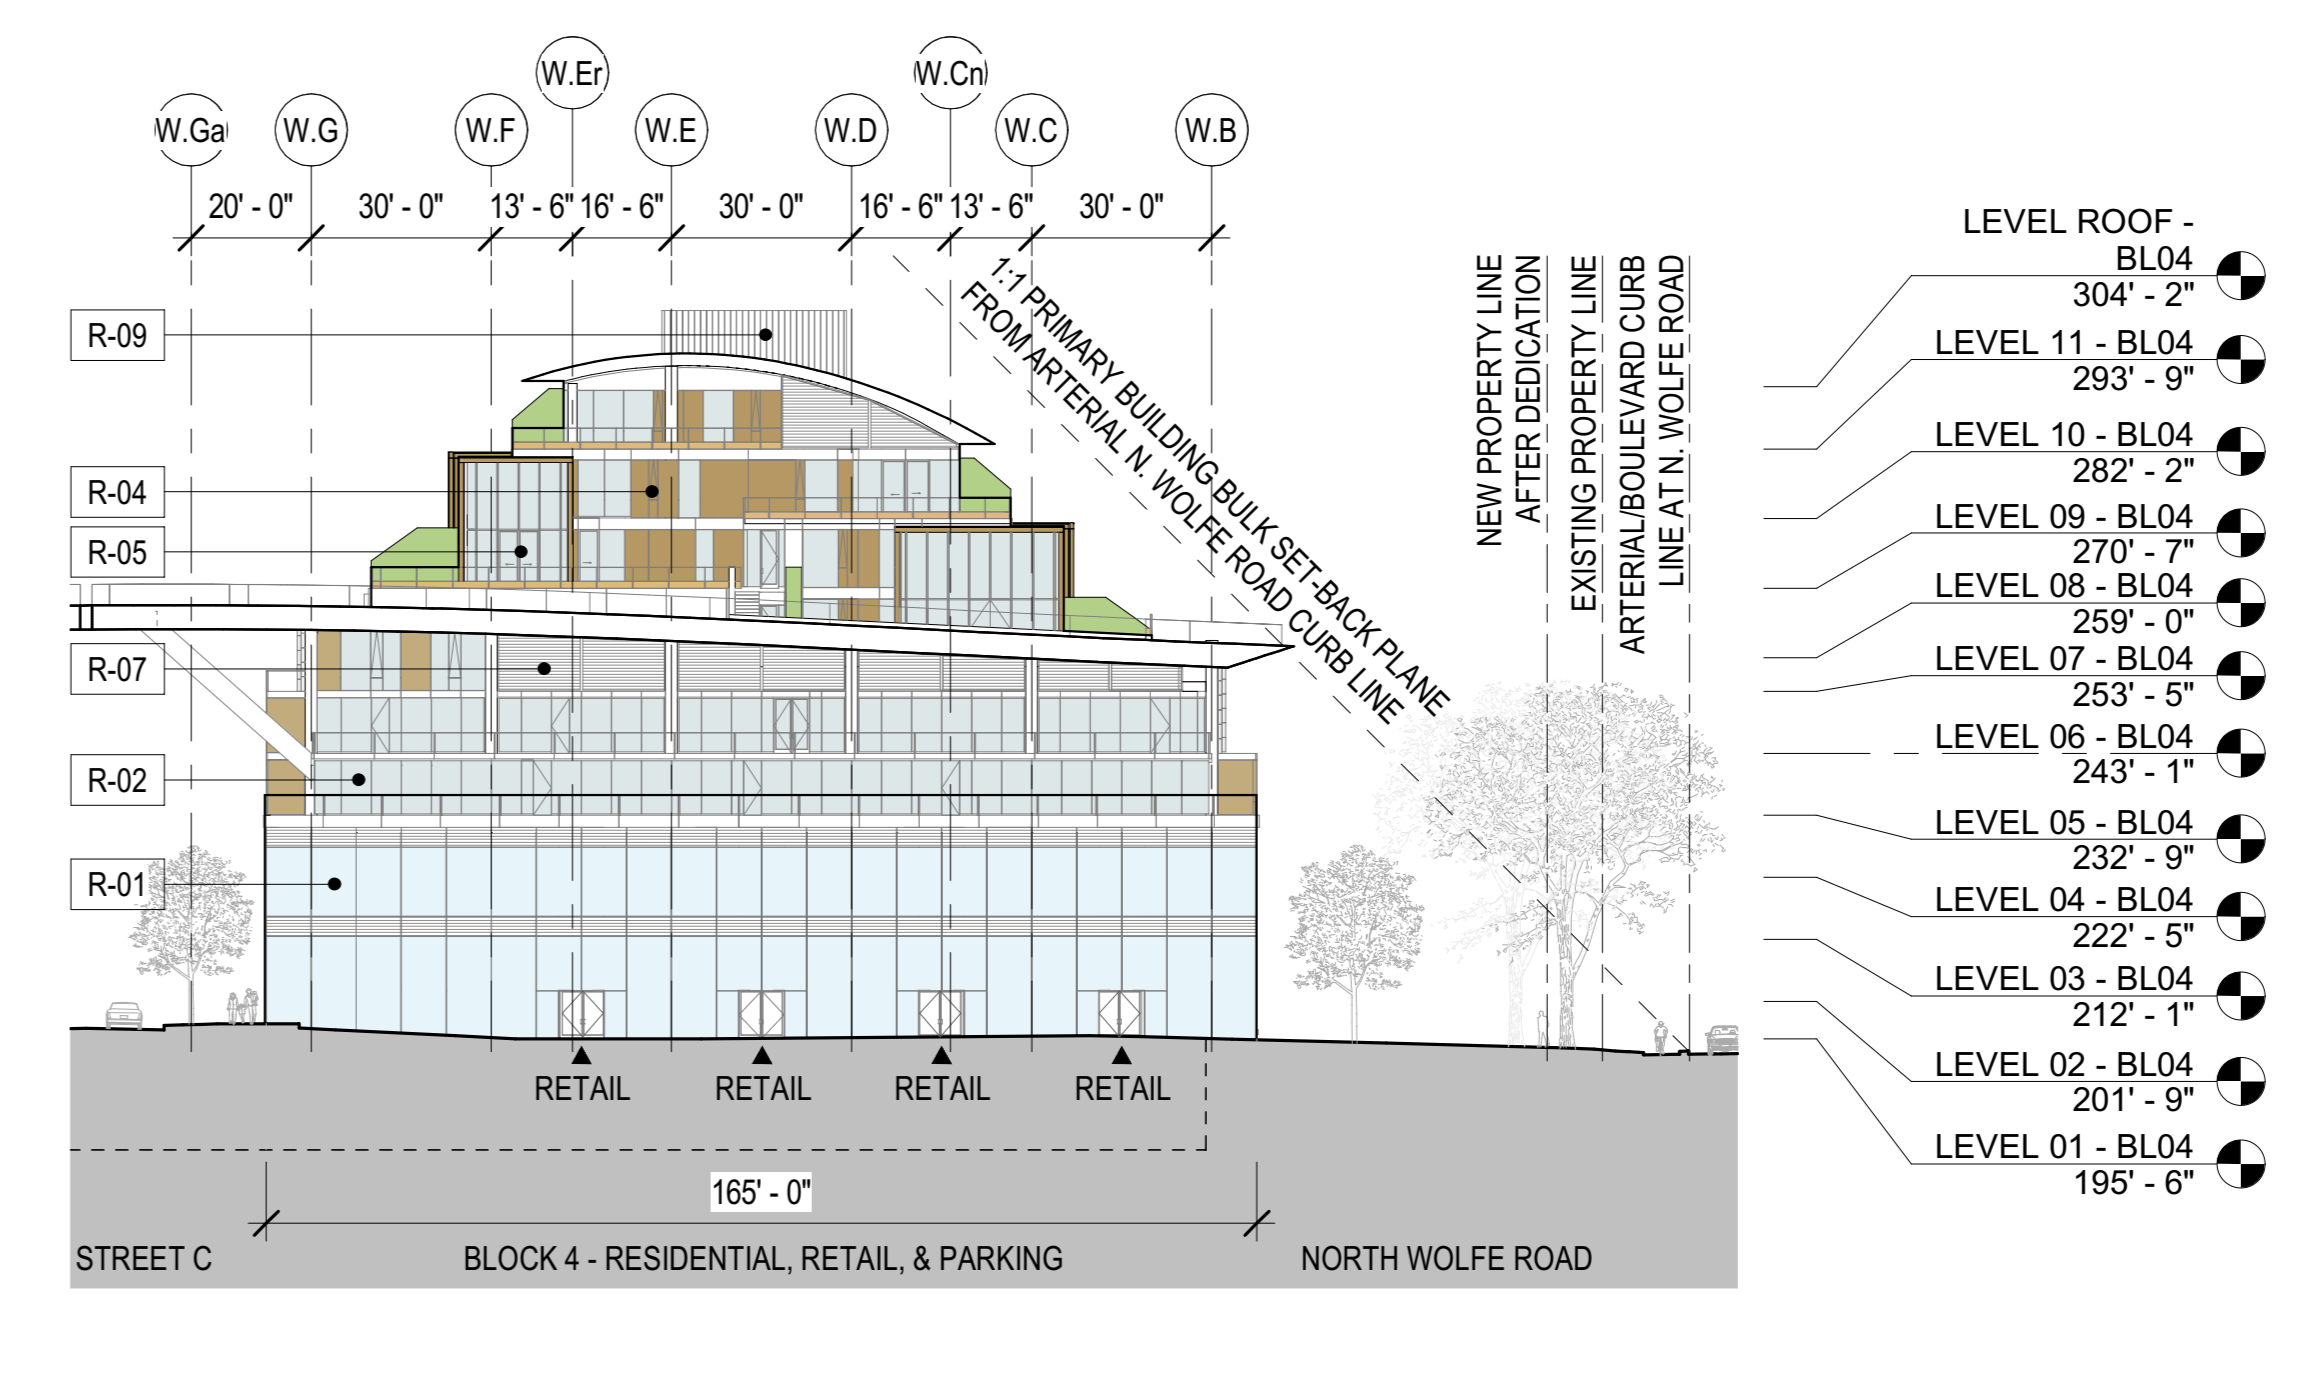 W.Er
W.Cn
W.Ga
W.G
W.F
W.E
W.D
W.C
W.B
20' - 0"
30' - 0"
13' - 6"
16' - 6"
30' - 0"
16' - 6"
13' - 6"
30' - 0"
1:1 PRIMARY BUILDING BULK SET-BACK PLANE
FROM ARTERIAL N. WOLFE ROAD CURB LINE
NEW PROPERTY LINE
AFTER DEDICATION
EXISTING PROPERTY LINE
ARTERIAL/BOULEVARD CURB
LINE AT N. WOLFE ROAD
R-09
R-04
R-05
R-07
R-02
R-01
LEVEL ROOF -
BL04
304' - 2"
LEVEL 11 - BL04
293' - 9"
LEVEL 10 - BL04
282' - 2"
LEVEL 09 - BL04
270' - 7"
LEVEL 08 - BL04
259' - 0"
LEVEL 07 - BL04
253' - 5"
LEVEL 06 - BL04
243' - 1"
LEVEL 05 - BL04
232' - 9"
LEVEL 04 - BL04
222' - 5"
LEVEL 03 - BL04
212' - 1"
LEVEL 02 - BL04
201' - 9"
LEVEL 01 - BL04
195' - 6"
RETAIL
RETAIL
RETAIL
RETAIL
165' - 0"
STREET C
BLOCK 4 - RESIDENTIAL, RETAIL, & PARKING
NORTH WOLFE ROAD